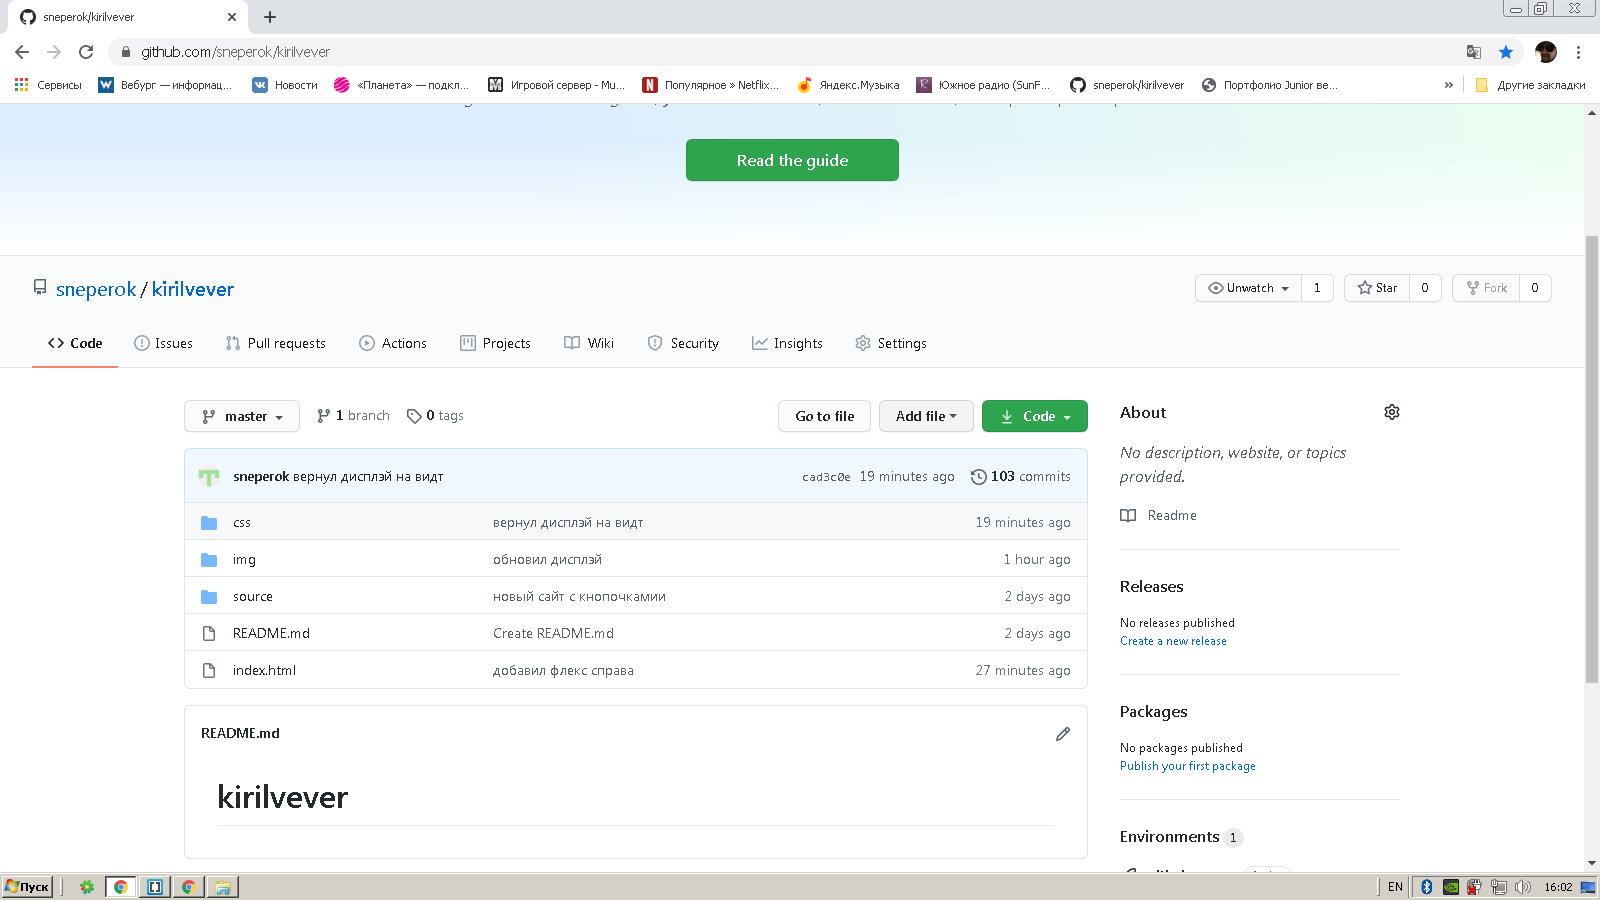 sneperok/kirilvever
github.com/sneperok/kirilvever
Сервисы
Вебург — информац...
Новости
«Планета» — подкл...
Игровой сервер - Mu...
Популярное » Netflix...
Яндекс.Музыка
Южное радио (SunF...
sneperok/kirilvever
Портфолио Junior ве...
»
Другие закладки
Read the guide
sneperok / kirilvever
Unwatch 1
Star 0
Fork 0
Code
Issues
Pull requests
Actions
Projects
Wiki
Security
Insights
Settings
master
1 branch
0 tags
Go to file
Add file
Code
sneperok вернул дисплэй на видт cad3c0e 19 minutes ago 103 commits
css вернул дисплэй на видт 19 minutes ago
img обновил дисплэй 1 hour ago
source новый сайт с кнопочкамии 2 days ago
README.md Create README.md 2 days ago
index.html добавил флекс справа 27 minutes ago
README.md
kirilvever
About
No description, website, or topics
provided.
Readme
Releases
No releases published
Create a new release
Packages
No packages published
Publish your first package
Environments 1
Пуск
EN
16:02